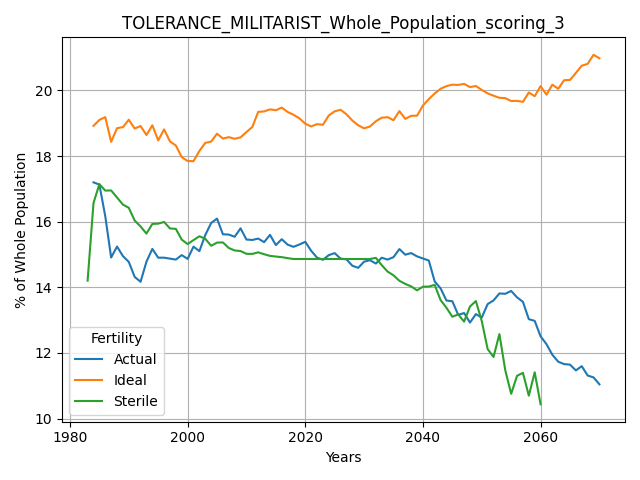 TOLERANCE_MILITARIST_Whole_Population_scoring_3
% of Whole Population
20
18
16
14
12
10
Fertility
Actual
Ideal
Sterile
1980
2000
2020
2040
2060
Years